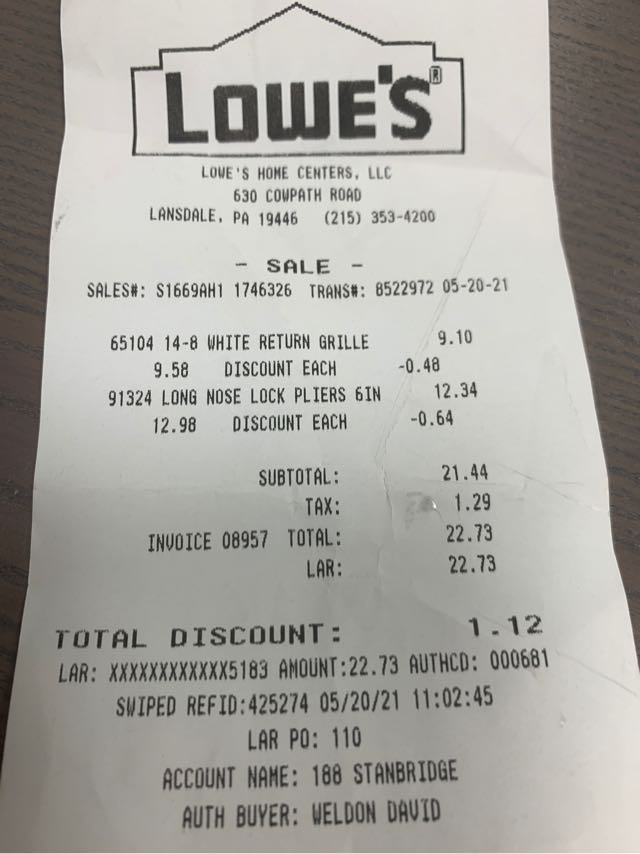 LOWE'S®
LOWE'S HOME CENTERS, LLC
630 COWPATH ROAD
LANSDALE, PA 19446 (215) 353-4200
- SALE -
SALES#: S1669AH1 1746326 TRANS#: 8522972 05-20-21
65104 14-8 WHITE RETURN GRILLE 9.10
9.58 DISCOUNT EACH -0.48
91324 LONG NOSE LOCK PLIERS 6IN 12.34
12.98 DISCOUNT EACH -0.64
SUBTOTAL: 21.44
TAX: 1.29
INVOICE 08957 TOTAL: 22.73
LAR: 22.73
TOTAL DISCOUNT: 1.12
LAR: XXXXXXXXXXXX5183 AMOUNT:22.73 AUTHCD: 000681
SWIPED REFID:425274 05/20/21 11:02:45
LAR PO: 110
ACCOUNT NAME: 188 STANBRIDGE
AUTH BUYER: WELDON DAVID